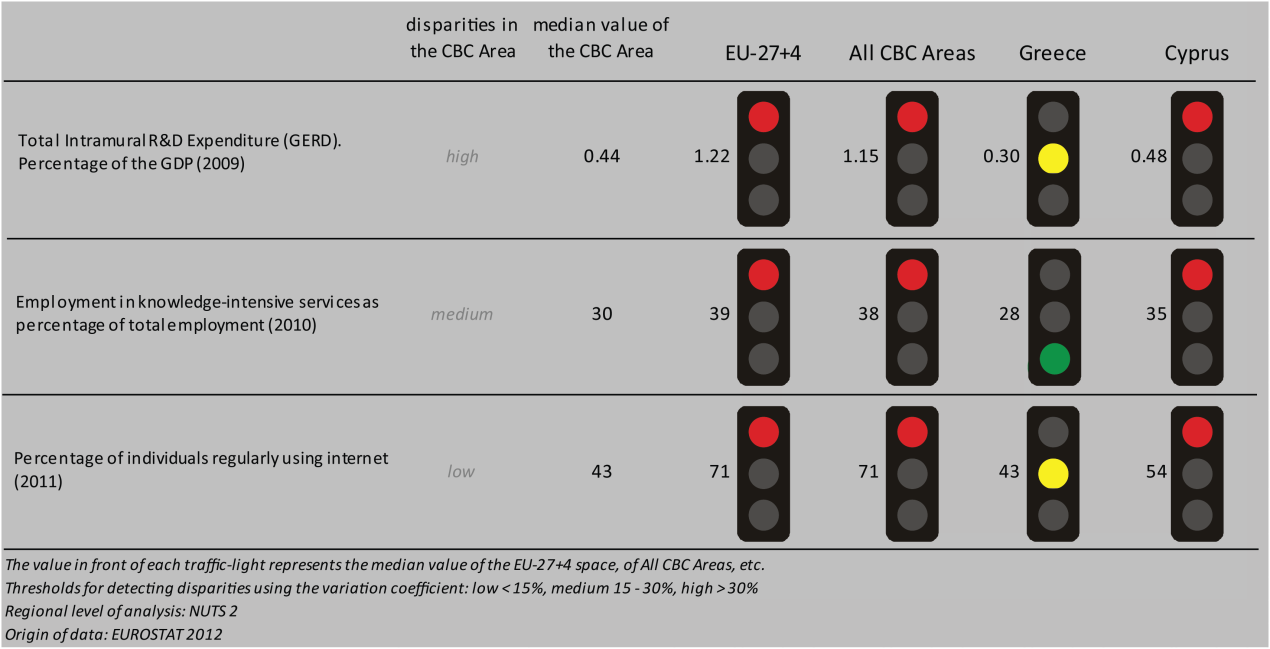 disparities in the CBC Area
median value of the CBC Area
EU-27+4
All CBC Areas
Greece
Cyprus
Total Intramural R&D Expenditure (GERD).
Percentage of the GDP (2009)
high
0.44
1.22
1.15
0.30
0.48
Employment in knowledge-intensive services as
percentage of total employment (2010)
medium
30
39
38
28
35
Percentage of individuals regularly using internet
(2011)
low
43
71
71
43
54
The value in front of each traffic-light represents the median value of the EU-27+4 space, of All CBC Areas, etc.
Thresholds for detecting disparities using the variation coefficient: low < 15%, medium 15 - 30%, high > 30%
Regional level of analysis: NUTS 2
Origin of data: EUROSTAT 2012